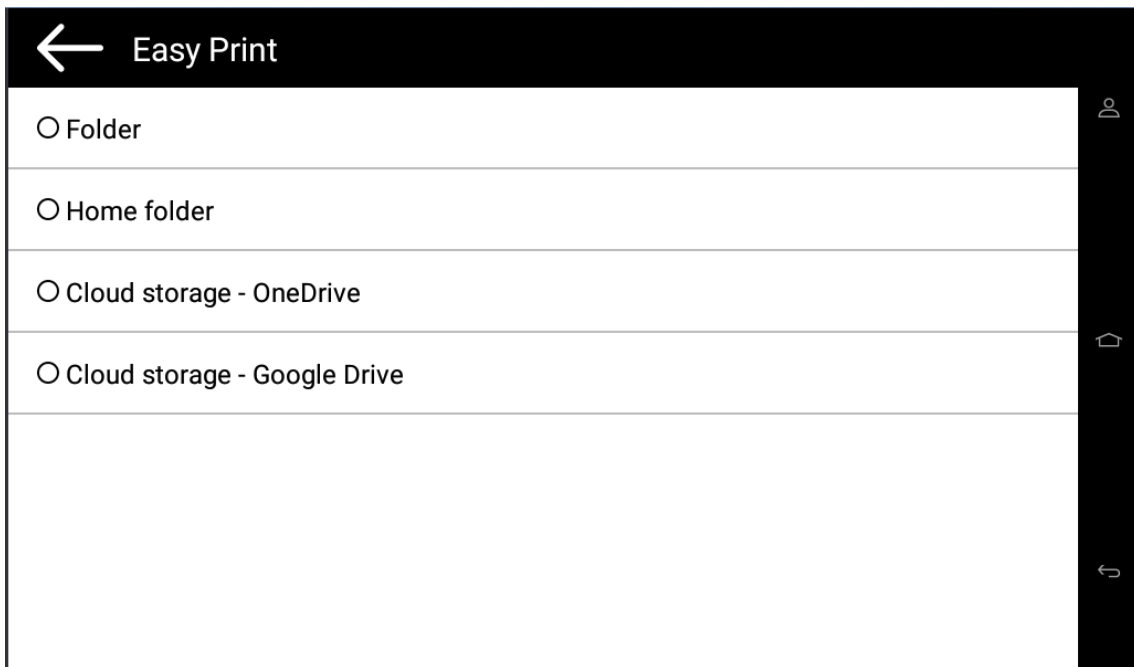 Easy Print
Folder
Home folder
Cloud storage - OneDrive
Cloud storage - Google Drive